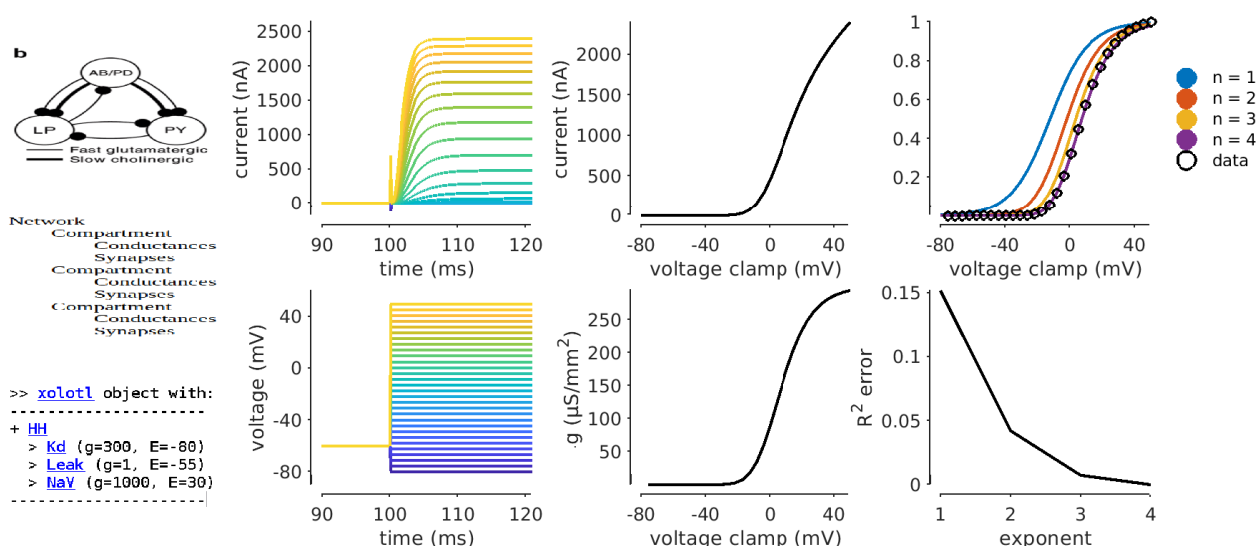 b
AB/PD
LP
PY
Fast glutamatergic
Slow cholinergic
Network
Compartment
Conductances
Synapses
Compartment
Conductances
Synapses
Compartment
Conductances
Synapses
>> xolotl object with:
---------------------
+ HH
> Kd (g=300, E=-80)
> Leak (g=1, E=-55)
> NaV (g=1000, E=30)
---------------------
current (nA)
2500
2000
1500
1000
500
0
90
100
110
120
time (ms)
current (nA)
2000
1500
1000
500
0
-80
-40
0
40
voltage clamp (mV)
1
0.8
0.6
0.4
0.2
-80
-40
0
40
voltage clamp (mV)
n = 1
n = 2
n = 3
n = 4
data
voltage (mV)
40
0
-40
-80
90
100
110
120
time (ms)
g (μS/mm²)
250
200
150
100
50
0
-80
-40
0
40
voltage clamp (mV)
R² error
0.15
0.1
0.05
0
1
2
3
4
exponent